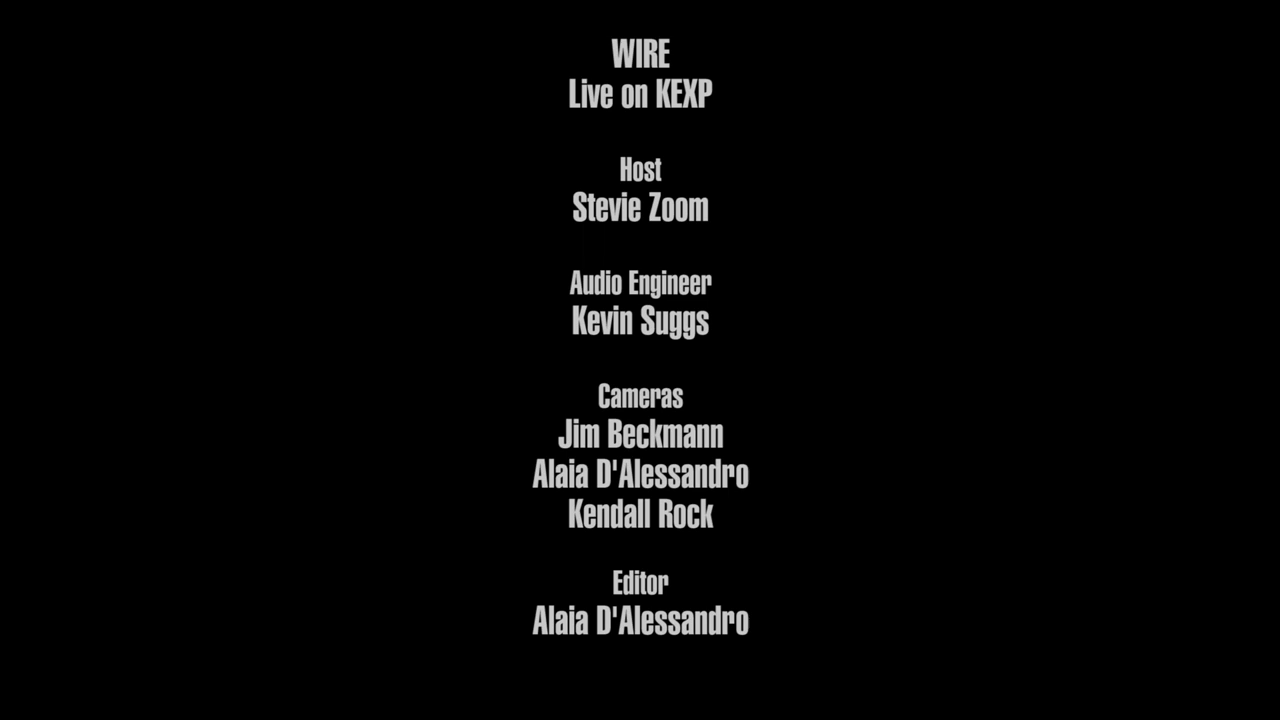 WIRE
Live on KEXP
Host
Stevie Zoom
Audio Engineer
Kevin Suggs
Cameras
Jim Beckmann
Alaia D'Alessandro
Kendall Rock
Editor
Alaia D'Alessandro